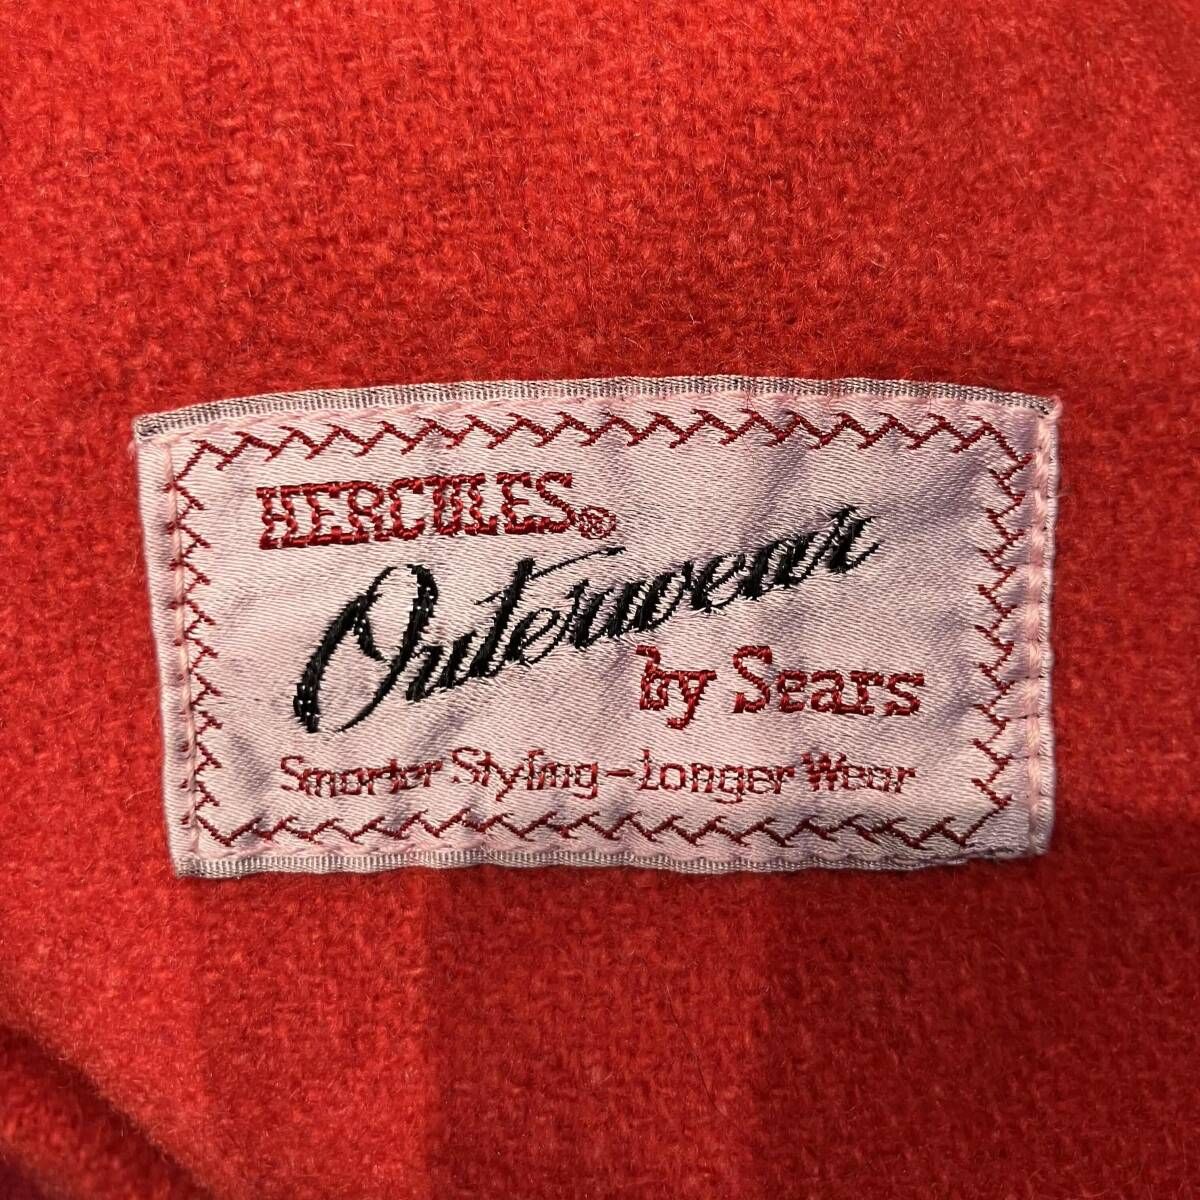 HERCULES®
Outerwear
by Sears
Smarter Styling-Longer Wear